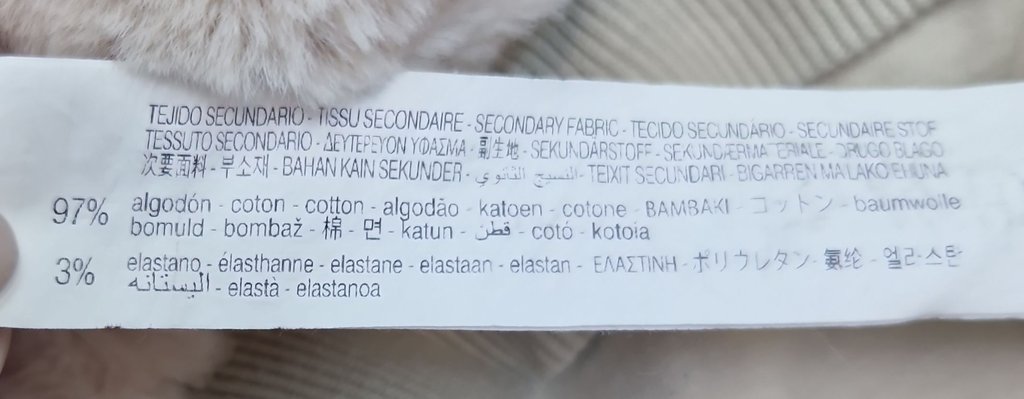 TEJIDO SECUNDARIO - TISSU SECONDAIRE - SECONDARY FABRIC - TECIDO SECUNDÁRIO - SECUNDAIRE STOF
TESSUTO SECONDARIO - ΔΕΥΤΕΡΕΥΟΝ ΥΦΑΣΜΑ - 副生地 - SEKUNDÄRSTOFF - SEKUNDÆRMATERIALE - DRUGO BLAGO
次要面料 - 부소재 - BAHAN KAIN SEKUNDER - النسيج الثانوي - TEIXIT SECUNDARI - BIGARREN MAILAKO EHUNA
97% algodón - coton - cotton - algodão - katoen - cotone - ΒΑΜΒΑΚΙ - コットン - baumwolle
bomuld - bombaž - 棉 - 면 - katun - قطن - cotó - kotoia
3% elastano - élasthanne - elastane - elastaan - elastan - ΕΛΑΣΤΙΝΗ - ポリウレタン - 氨纶 - 엘라스탄
اليستانه - elastà - elastanoa